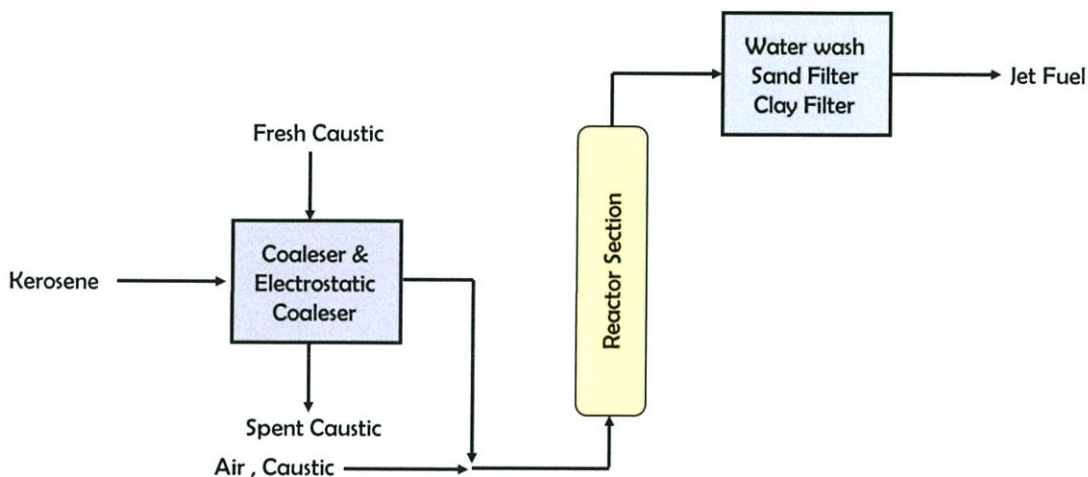 Water wash
Sand Filter
Clay Filter
Jet Fuel
Fresh Caustic
Reactor Section
Kerosene
Coaleser &
Electrostatic
Coaleser
Spent Caustic
Air , Caustic